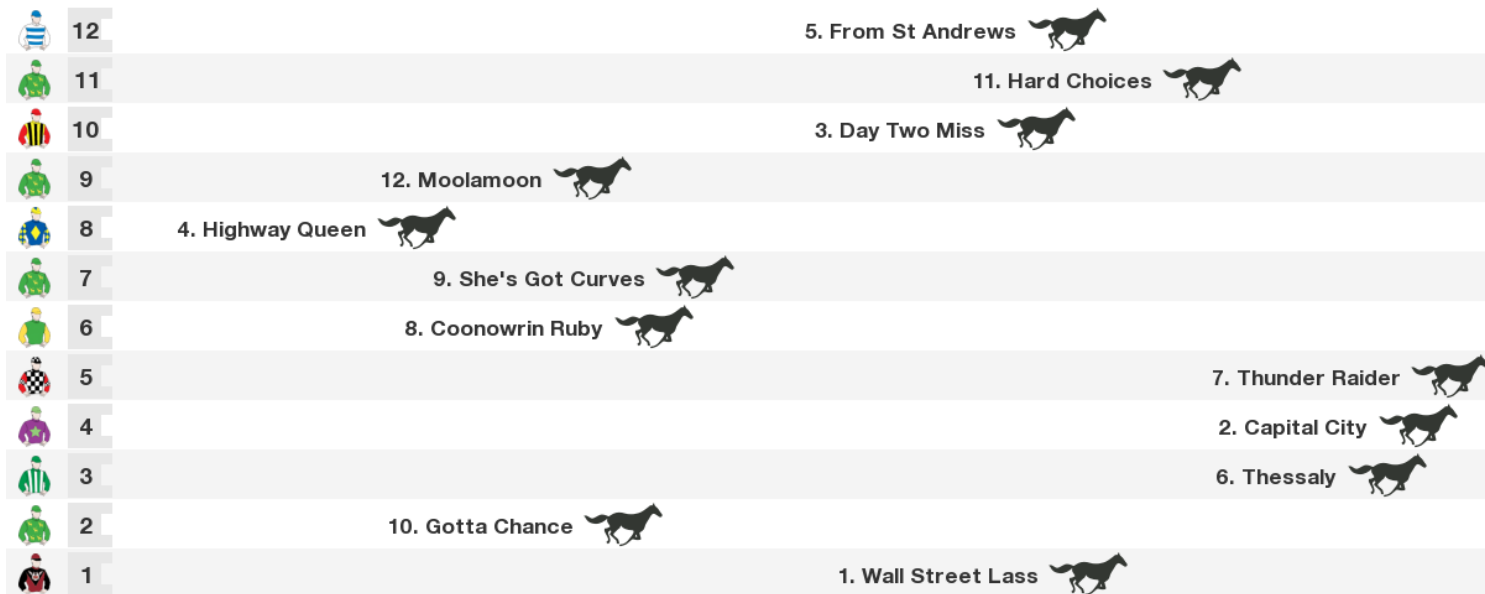 12 5. From St Andrews
11 11. Hard Choices
10 3. Day Two Miss
9 12. Moolamoon
8 4. Highway Queen
7 9. She's Got Curves
6 8. Coonowrin Ruby
5 7. Thunder Raider
4 2. Capital City
3 6. Thessaly
2 10. Gotta Chance
1 1. Wall Street Lass